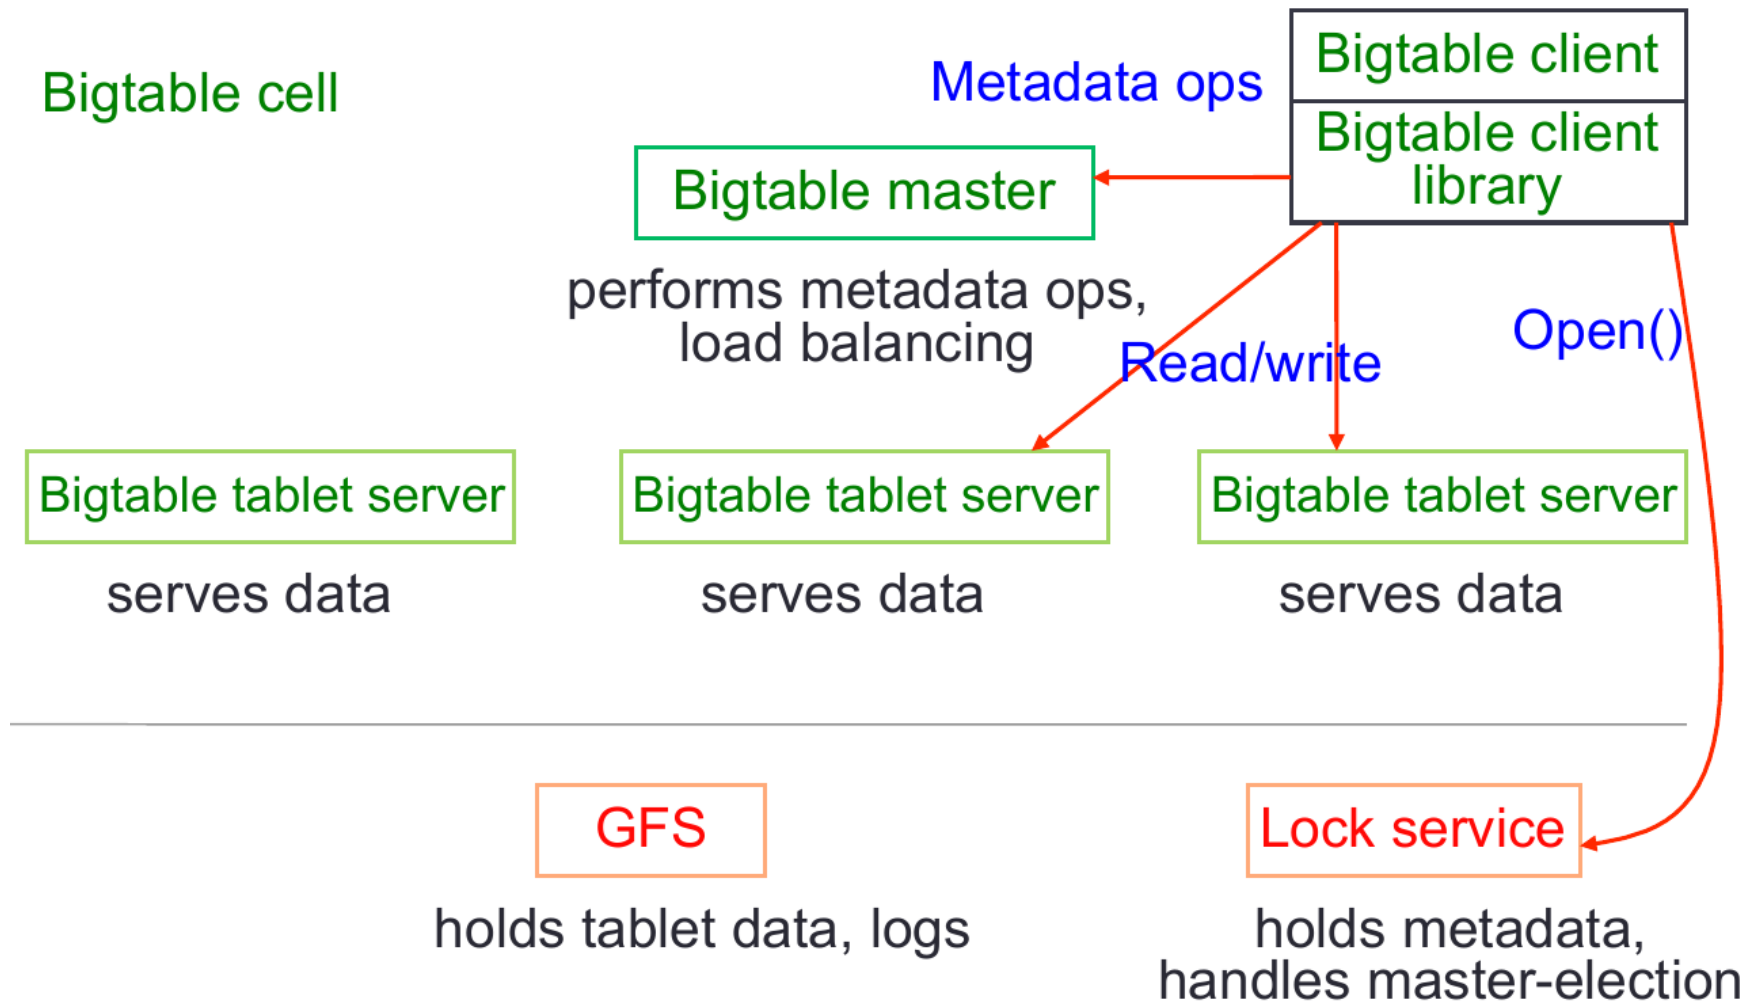 Bigtable cell
Metadata ops
Bigtable client
Bigtable client
library
Bigtable master
performs metadata ops,
load balancing
Read/write
Open()
Bigtable tablet server
Bigtable tablet server
Bigtable tablet server
serves data
serves data
serves data
GFS
Lock service
holds tablet data, logs
holds metadata,
handles master-election